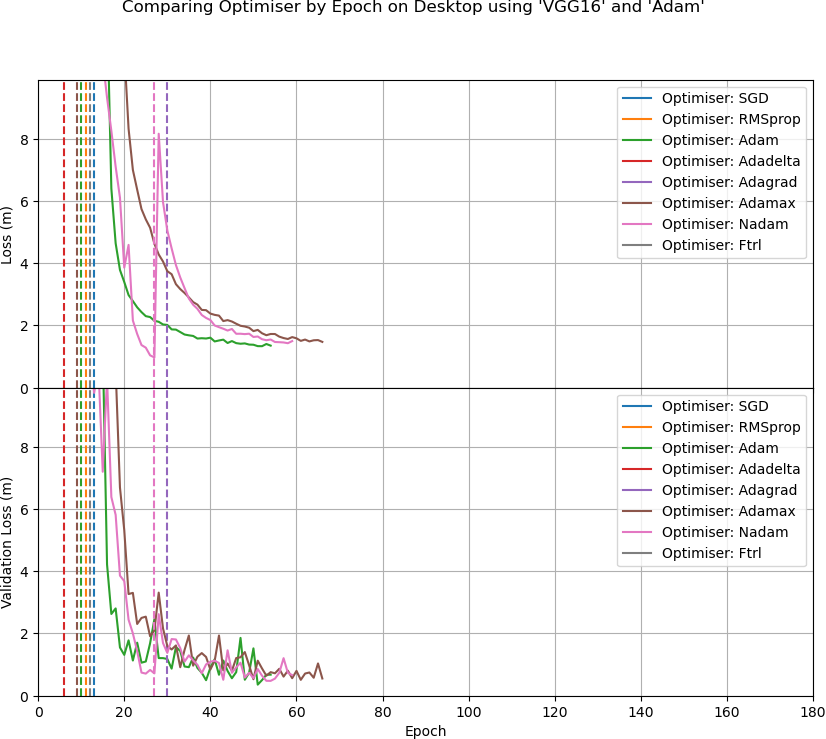 Comparing Optimiser by Epoch on Desktop using 'VGG16' and 'Adam'
Loss (m)
8
6
4
2
0
Optimiser: SGD
Optimiser: RMSprop
Optimiser: Adam
Optimiser: Adadelta
Optimiser: Adagrad
Optimiser: Adamax
Optimiser: Nadam
Optimiser: Ftrl
Validation Loss (m)
8
6
4
2
0
Optimiser: SGD
Optimiser: RMSprop
Optimiser: Adam
Optimiser: Adadelta
Optimiser: Adagrad
Optimiser: Adamax
Optimiser: Nadam
Optimiser: Ftrl
0 20 40 60 80 100 120 140 160 180
Epoch